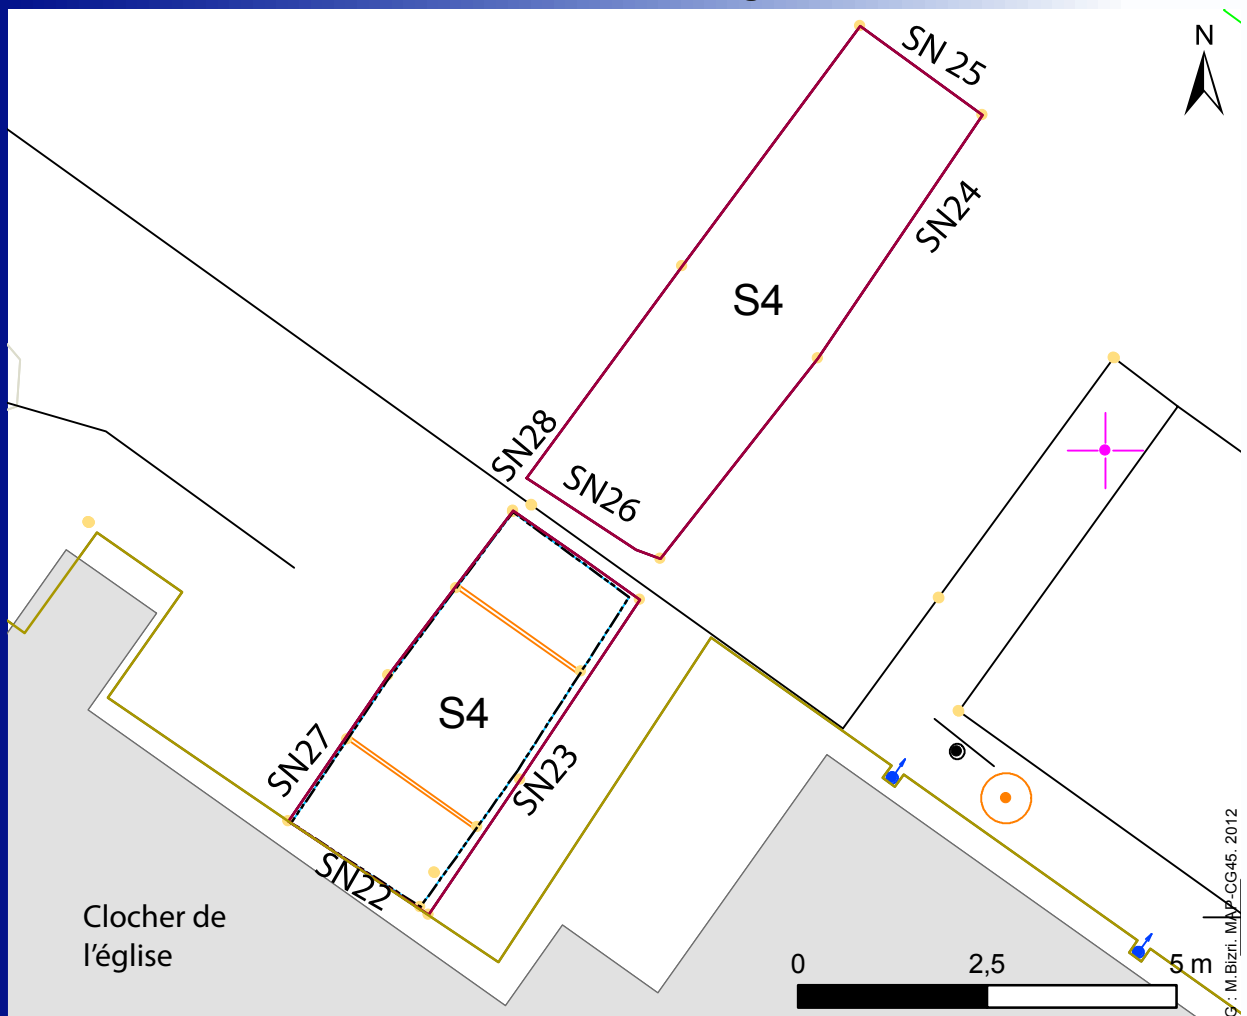 SN 25
N
SN24
S4
SN28
SN26
S4
SN27
SN23
SN22
Clocher de
l'église
0 2,5 5 m
: M.Bizri. MAP-CG45. 2012